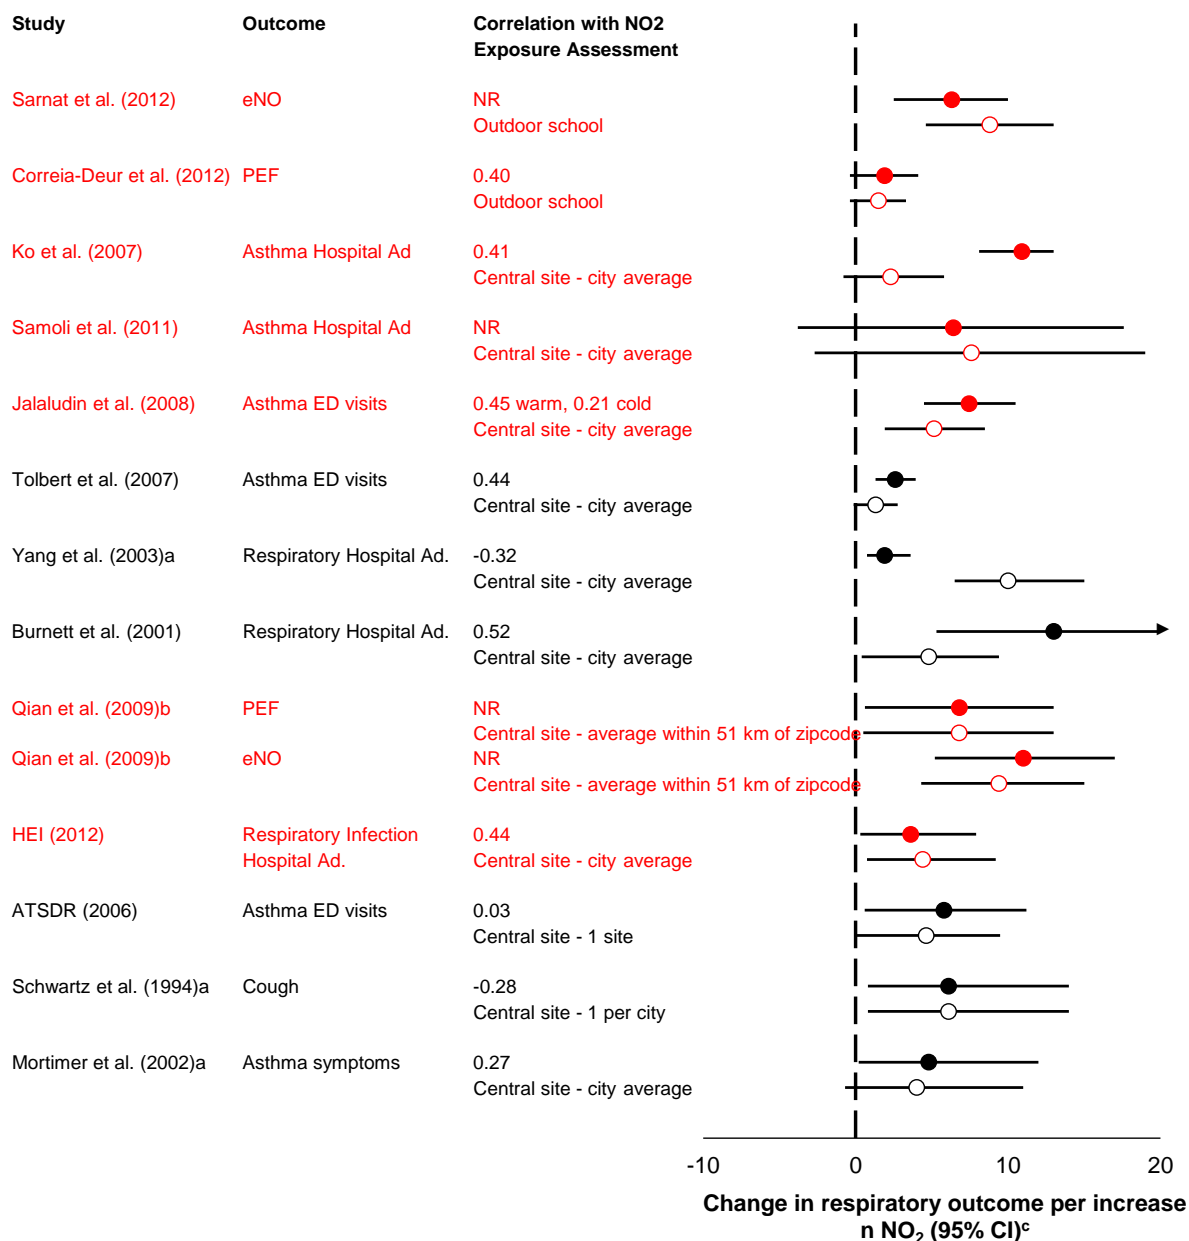 Study Outcome Correlation with NO2
Exposure Assessment
Sarnat et al. (2012) eNO NR
Outdoor school
Correia-Deur et al. (2012) PEF 0.40
Outdoor school
Ko et al. (2007) Asthma Hospital Ad 0.41
Central site - city average
Samoli et al. (2011) Asthma Hospital Ad NR
Central site - city average
Jalaludin et al. (2008) Asthma ED visits 0.45 warm, 0.21 cold
Central site - city average
Tolbert et al. (2007) Asthma ED visits 0.44
Central site - city average
Yang et al. (2003)a Respiratory Hospital Ad. -0.32
Central site - city average
Burnett et al. (2001) Respiratory Hospital Ad. 0.52
Central site - city average
Qian et al. (2009)b PEF NR
Central site - average within 51 km of zipcode
Qian et al. (2009)b eNO NR
Central site - average within 51 km of zipcode
HEI (2012) Respiratory Infection 0.44
Hospital Ad. Central site - city average
ATSDR (2006) Asthma ED visits 0.03
Central site - 1 site
Schwartz et al. (1994)a Cough -0.28
Central site - 1 per city
Mortimer et al. (2002)a Asthma symptoms 0.27
Central site - city average
-10 0 10 20
Change in respiratory outcome per increase
n NO₂ (95% CI)ᶜ